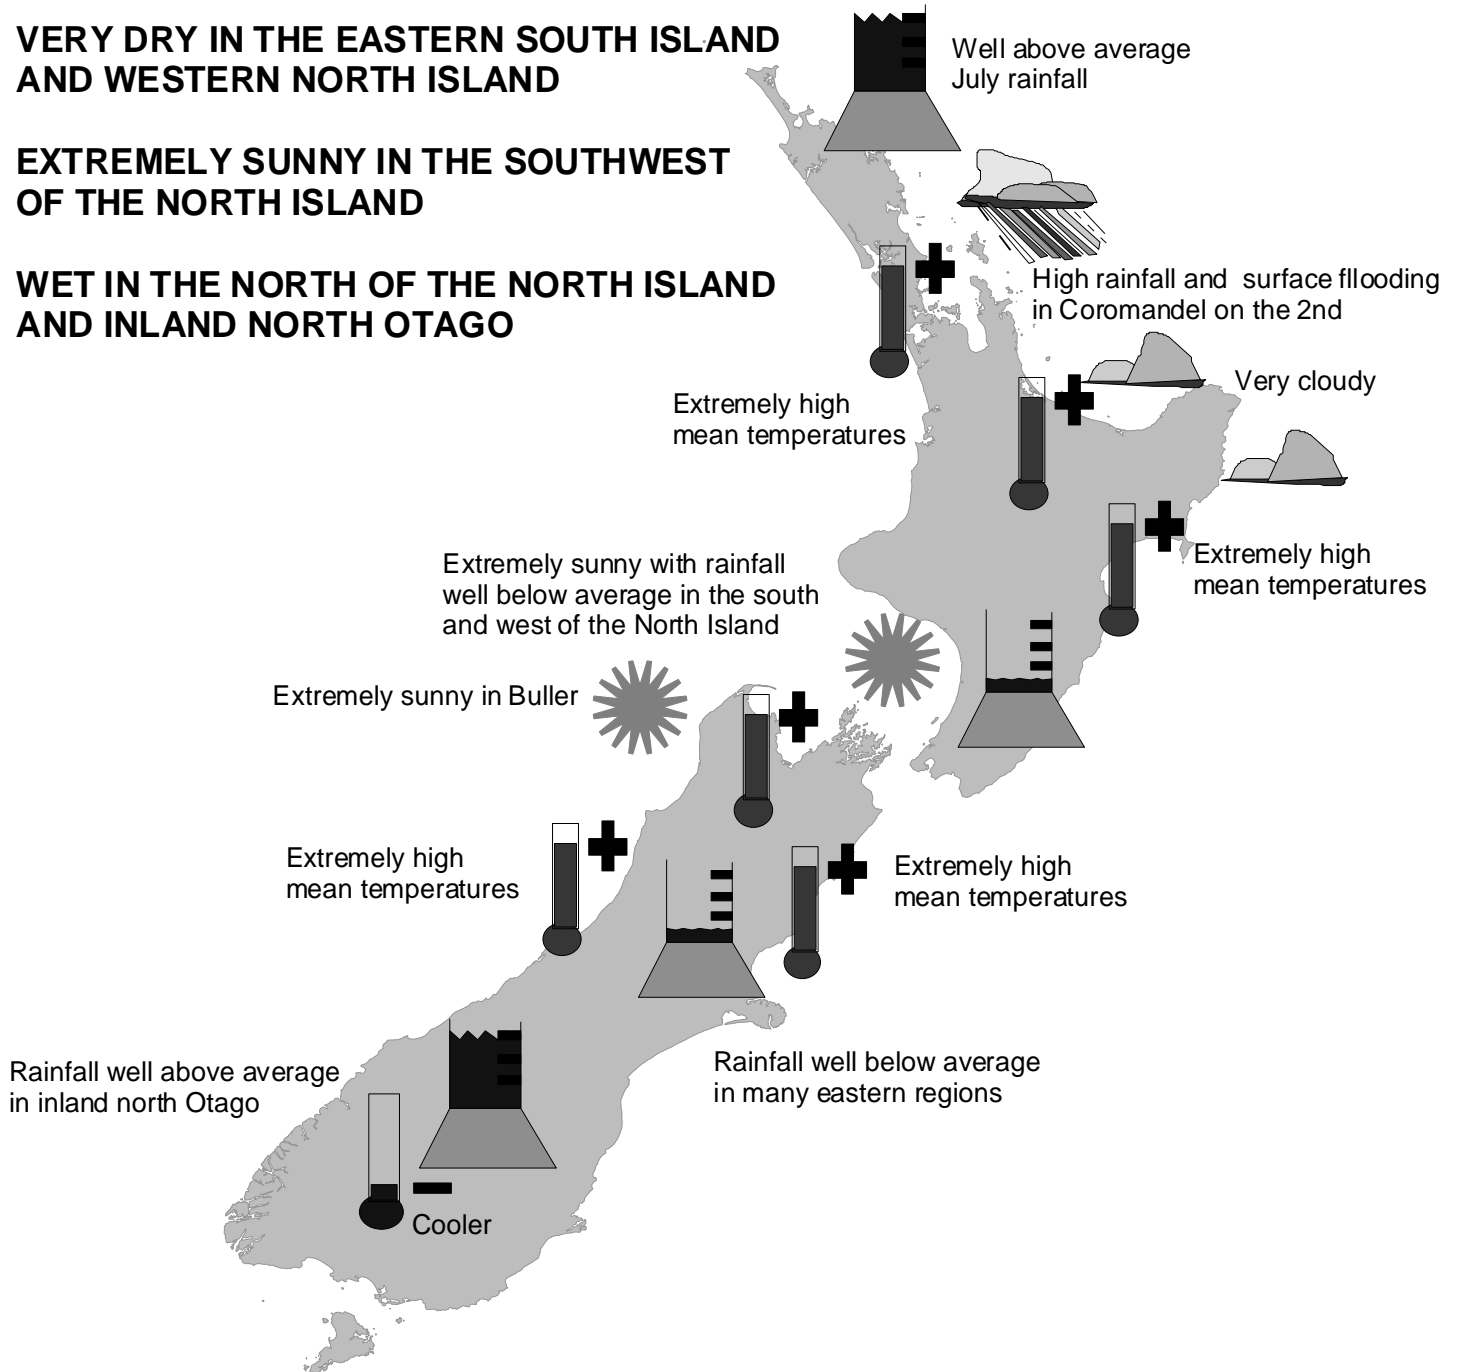 VERY DRY IN THE EASTERN SOUTH ISLAND
AND WESTERN NORTH ISLAND
EXTREMELY SUNNY IN THE SOUTHWEST
OF THE NORTH ISLAND
WET IN THE NORTH OF THE NORTH ISLAND
AND INLAND NORTH OTAGO
Well above average
July rainfall
High rainfall and surface fllooding
in Coromandel on the 2nd
Very cloudy
Extremely high
mean temperatures
Extremely high
mean temperatures
Extremely sunny with rainfall
well below average in the south
and west of the North Island
Extremely sunny in Buller
Extremely high
mean temperatures
Extremely high
mean temperatures
Rainfall well above average
in inland north Otago
Rainfall well below average
in many eastern regions
Cooler